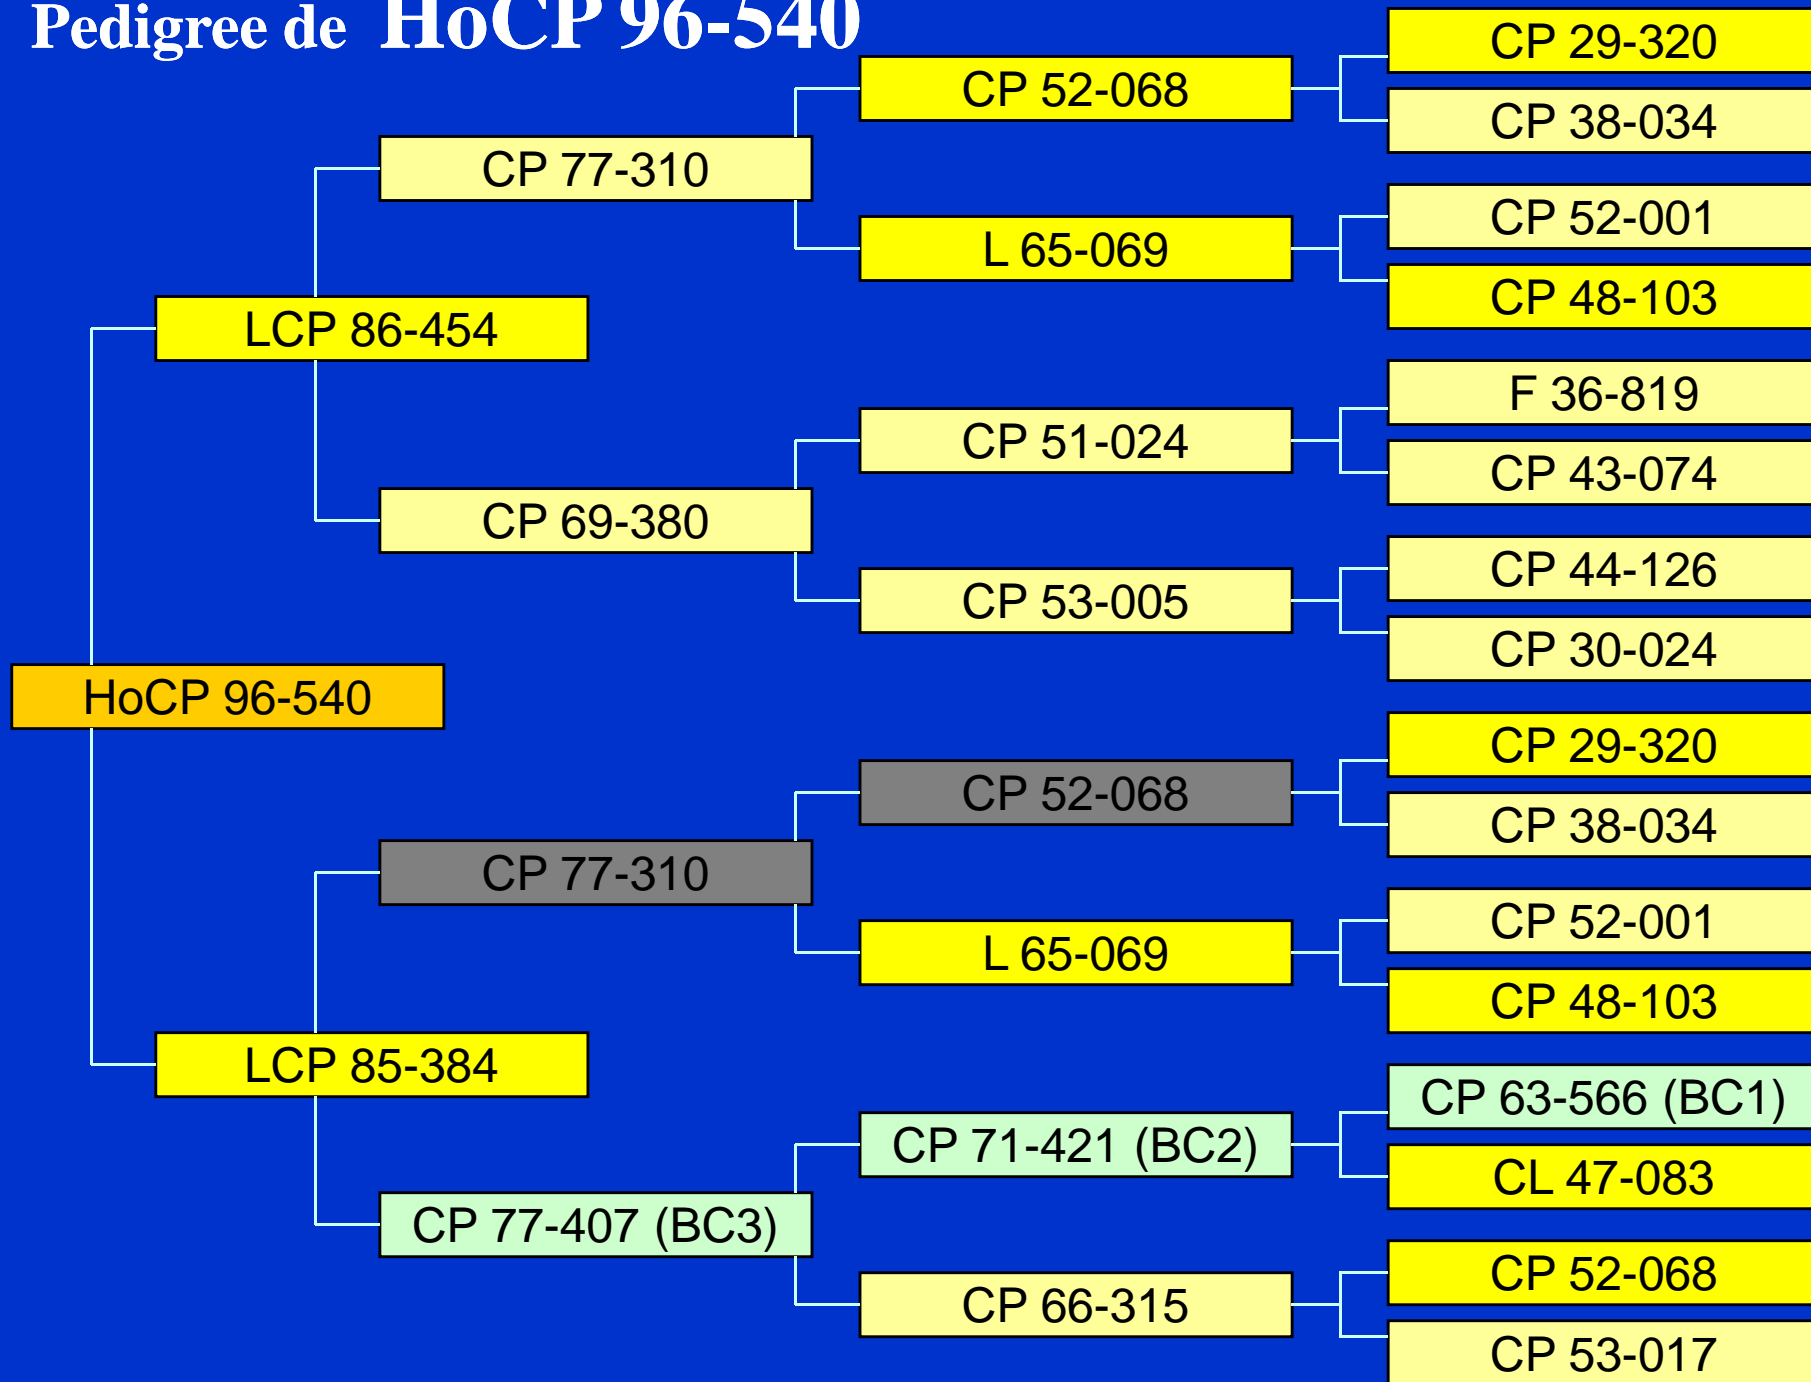 Pedigree de HoCP 96-540
CP 29-320
CP 52-068
CP 38-034
CP 77-310
CP 52-001
L 65-069
CP 48-103
LCP 86-454
F 36-819
CP 51-024
CP 43-074
CP 69-380
CP 44-126
CP 53-005
CP 30-024
HoCP 96-540
CP 29-320
CP 52-068
CP 38-034
CP 77-310
CP 52-001
L 65-069
CP 48-103
LCP 85-384
CP 63-566 (BC1)
CP 71-421 (BC2)
CL 47-083
CP 77-407 (BC3)
CP 52-068
CP 66-315
CP 53-017